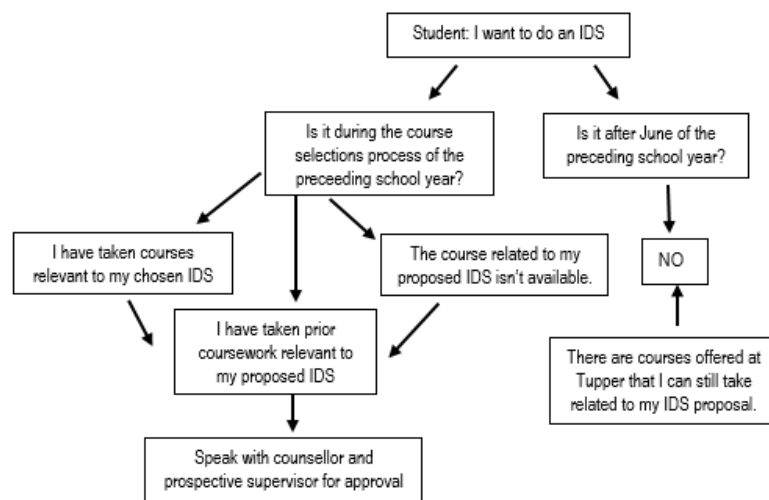 Student: I want to do an IDS
Is it during the course
selections process of the
preceeding school year?
Is it after June of the
preceding school year?
I have taken courses
relevant to my chosen IDS
The course related to my
proposed IDS isn't available.
NO
I have taken prior
coursework relevant to
my proposed IDS
There are courses offered at
Tupper that I can still take
related to my IDS proposal.
Speak with counsellor and
prospective supervisor for approval